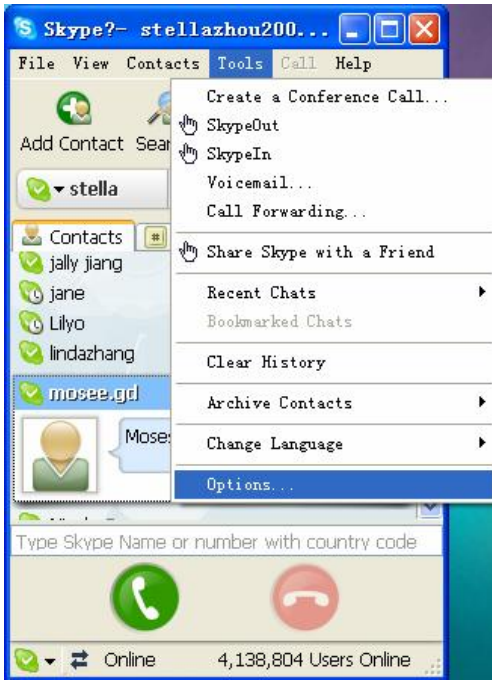 Skype?- stellazhou200...
File View Contacts Tools Call Help
Create a Conference Call...
SkypeOut
Add Contact Sear
SkypeIn
Voicemail...
stella
Call Forwarding...
Contacts
Share Skype with a Friend
jally jiang
jane
Recent Chats
Lilyo
Bookmarked Chats
lindazhang
Clear History
mosee.gd
Archive Contacts
Mose
Change Language
Options...
Type Skype Name or number with country code
Online 4,138,804 Users Online